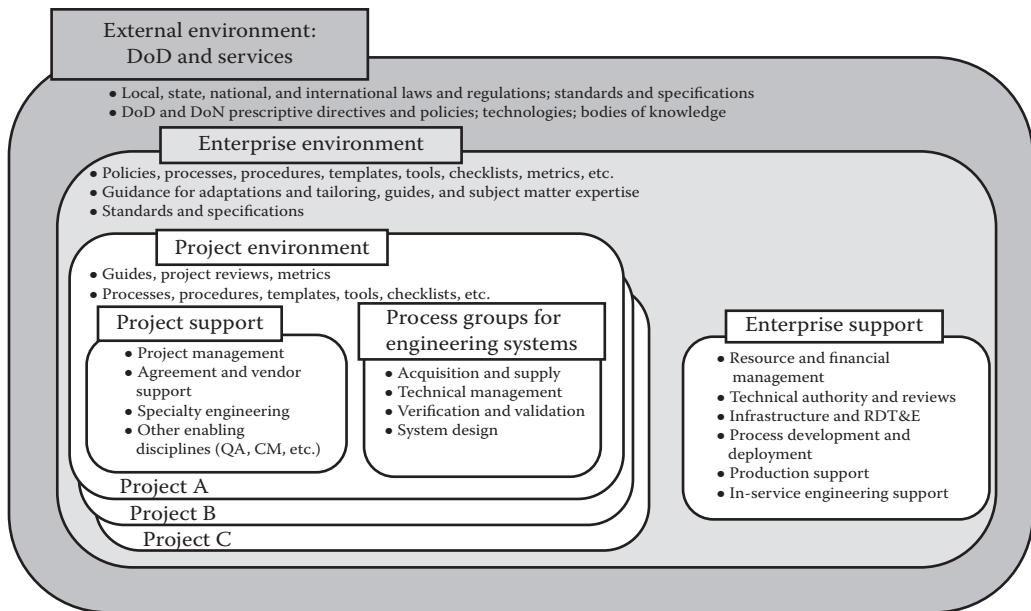 External environment:
DoD and services
• Local, state, national, and international laws and regulations; standards and specifications
• DoD and DoN prescriptive directives and policies; technologies; bodies of knowledge
Enterprise environment
• Policies, processes, procedures, templates, tools, checklists, metrics, etc.
• Guidance for adaptations and tailoring, guides, and subject matter expertise
• Standards and specifications
Project environment
• Guides, project reviews, metrics
• Processes, procedures, templates, tools, checklists, etc.
Project support
• Project management
• Agreement and vendor
support
• Specialty engineering
• Other enabling
disciplines (QA, CM, etc.)
Process groups for
engineering systems
• Acquisition and supply
• Technical management
• Verification and validation
• System design
Enterprise support
• Resource and financial
management
• Technical authority and reviews
• Infrastructure and RDT&E
• Process development and
deployment
• Production support
• In-service engineering support
Project A
Project B
Project C